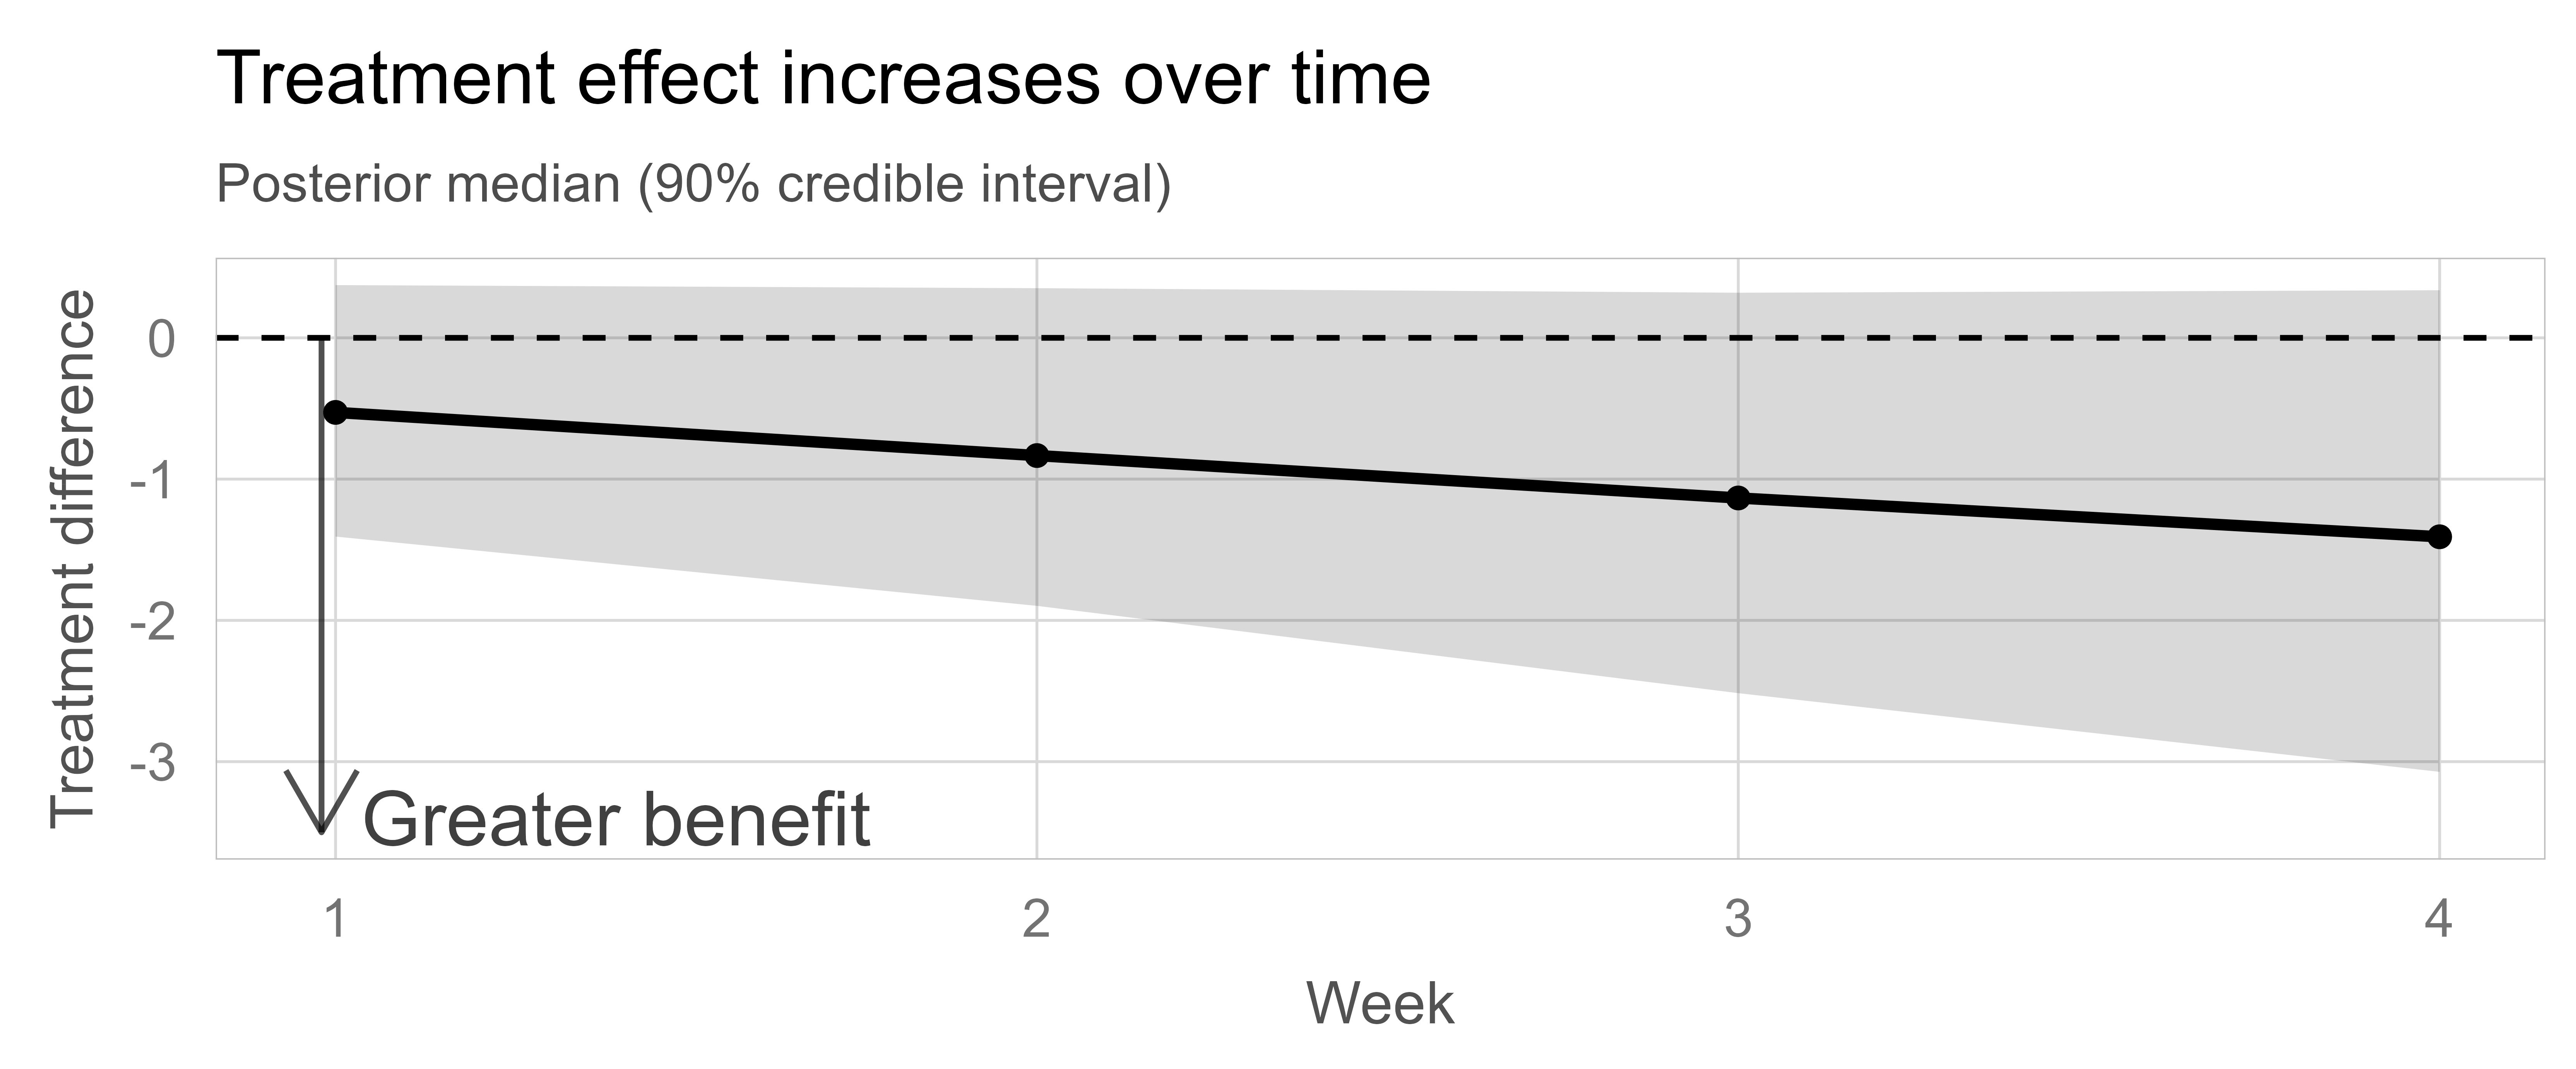 Treatment effect increases over time
Posterior median (90% credible interval)
Treatment difference
0
-1
-2
-3
Greater benefit
1 2 3 4
Week